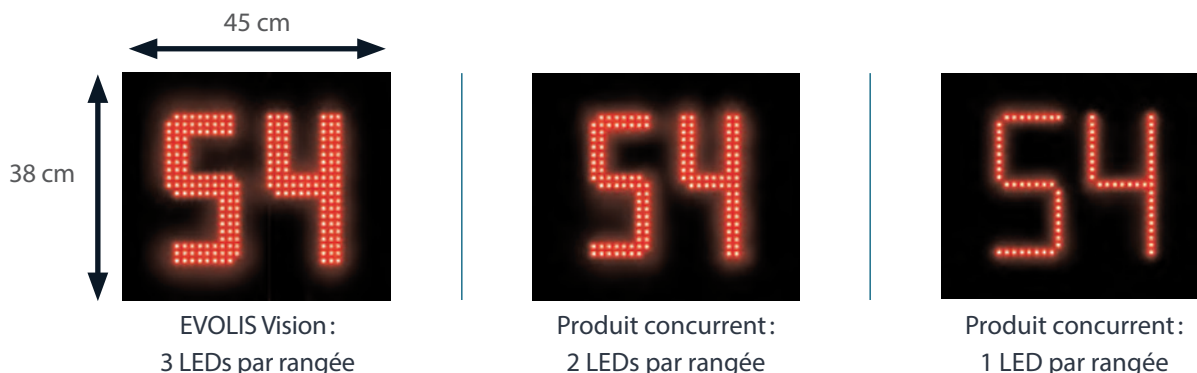 45 cm
38 cm
54
54
54
EVOLIS Vision :
3 LEDs par rangée
Produit concurrent :
2 LEDs par rangée
Produit concurrent :
1 LED par rangée